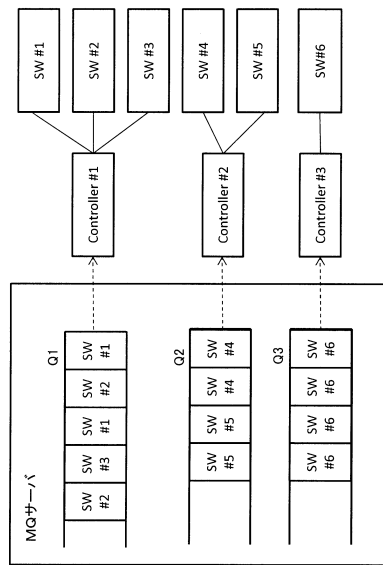 MQサーバ
Q1
SW
#2
SW
#3
SW
#1
SW
#2
SW
#1
Q2
SW
#5
SW
#5
SW
#4
SW
#4
Q3
SW
#6
SW
#6
SW
#6
SW
#6
Controller #1
Controller #2
Controller #3
SW #1
SW #2
SW #3
SW #4
SW #5
SW#6